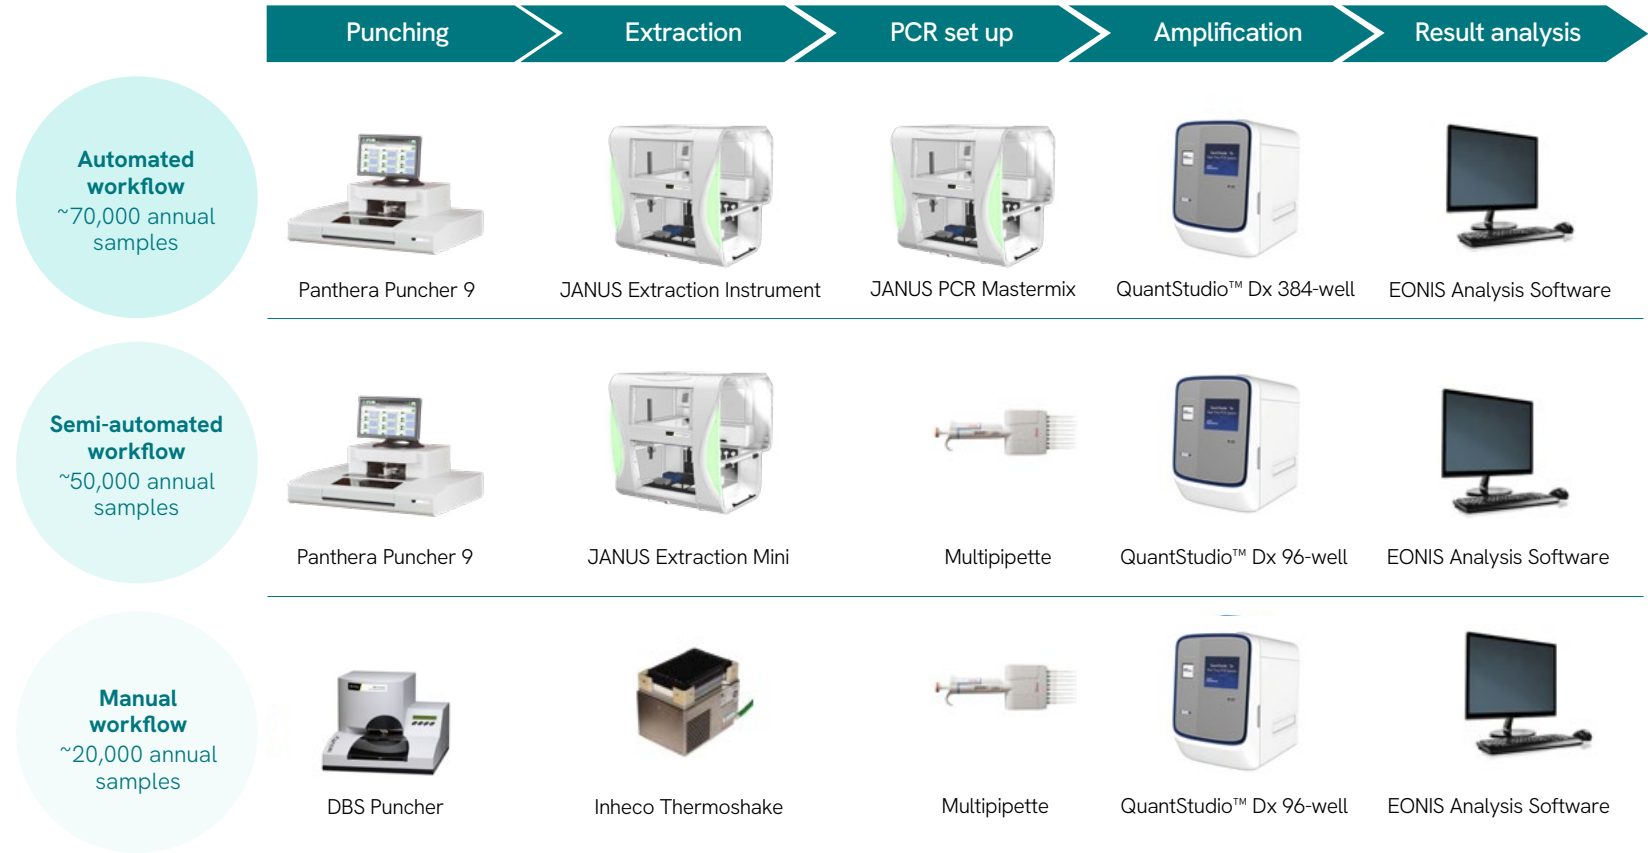 Punching
Extraction
PCR set up
Amplification
Result analysis
Automated
workflow
~70,000 annual
samples
Panthera Puncher 9
JANUS Extraction Instrument
JANUS PCR Mastermix
QuantStudio™ Dx 384-well
EONIS Analysis Software
Semi-automated
workflow
~50,000 annual
samples
Panthera Puncher 9
JANUS Extraction Mini
Multipipette
QuantStudio™ Dx 96-well
EONIS Analysis Software
Manual
workflow
~20,000 annual
samples
DBS Puncher
Inheco Thermoshake
Multipipette
QuantStudio™ Dx 96-well
EONIS Analysis Software